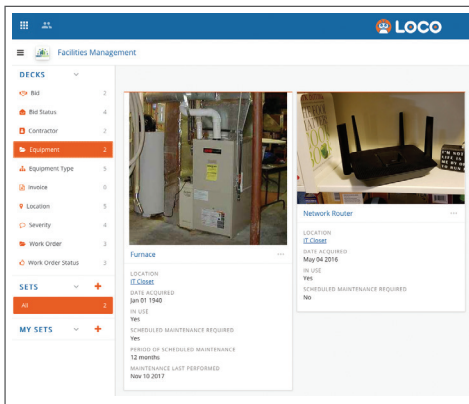 LOCO
Facilities Management
DECKS
Bid 2
Bid Status 4
Contractor 2
Equipment 2
Equipment Type 5
Invoice 0
Location 5
Severity 4
Work Order 3
Work Order Status 3
SETS +
All 2
MY SETS +
Furnace ...
LOCATION
IT Closet
DATE ACQUIRED
Jan 01 1940
IN USE
Yes
SCHEDULED MAINTENANCE REQUIRED
Yes
PERIOD OF SCHEDULED MAINTENANCE
12 months
MAINTENANCE LAST PERFORMED
Nov 10 2017
Network Router ...
LOCATION
IT Closet
DATE ACQUIRED
May 04 2016
IN USE
Yes
SCHEDULED MAINTENANCE REQUIRED
No